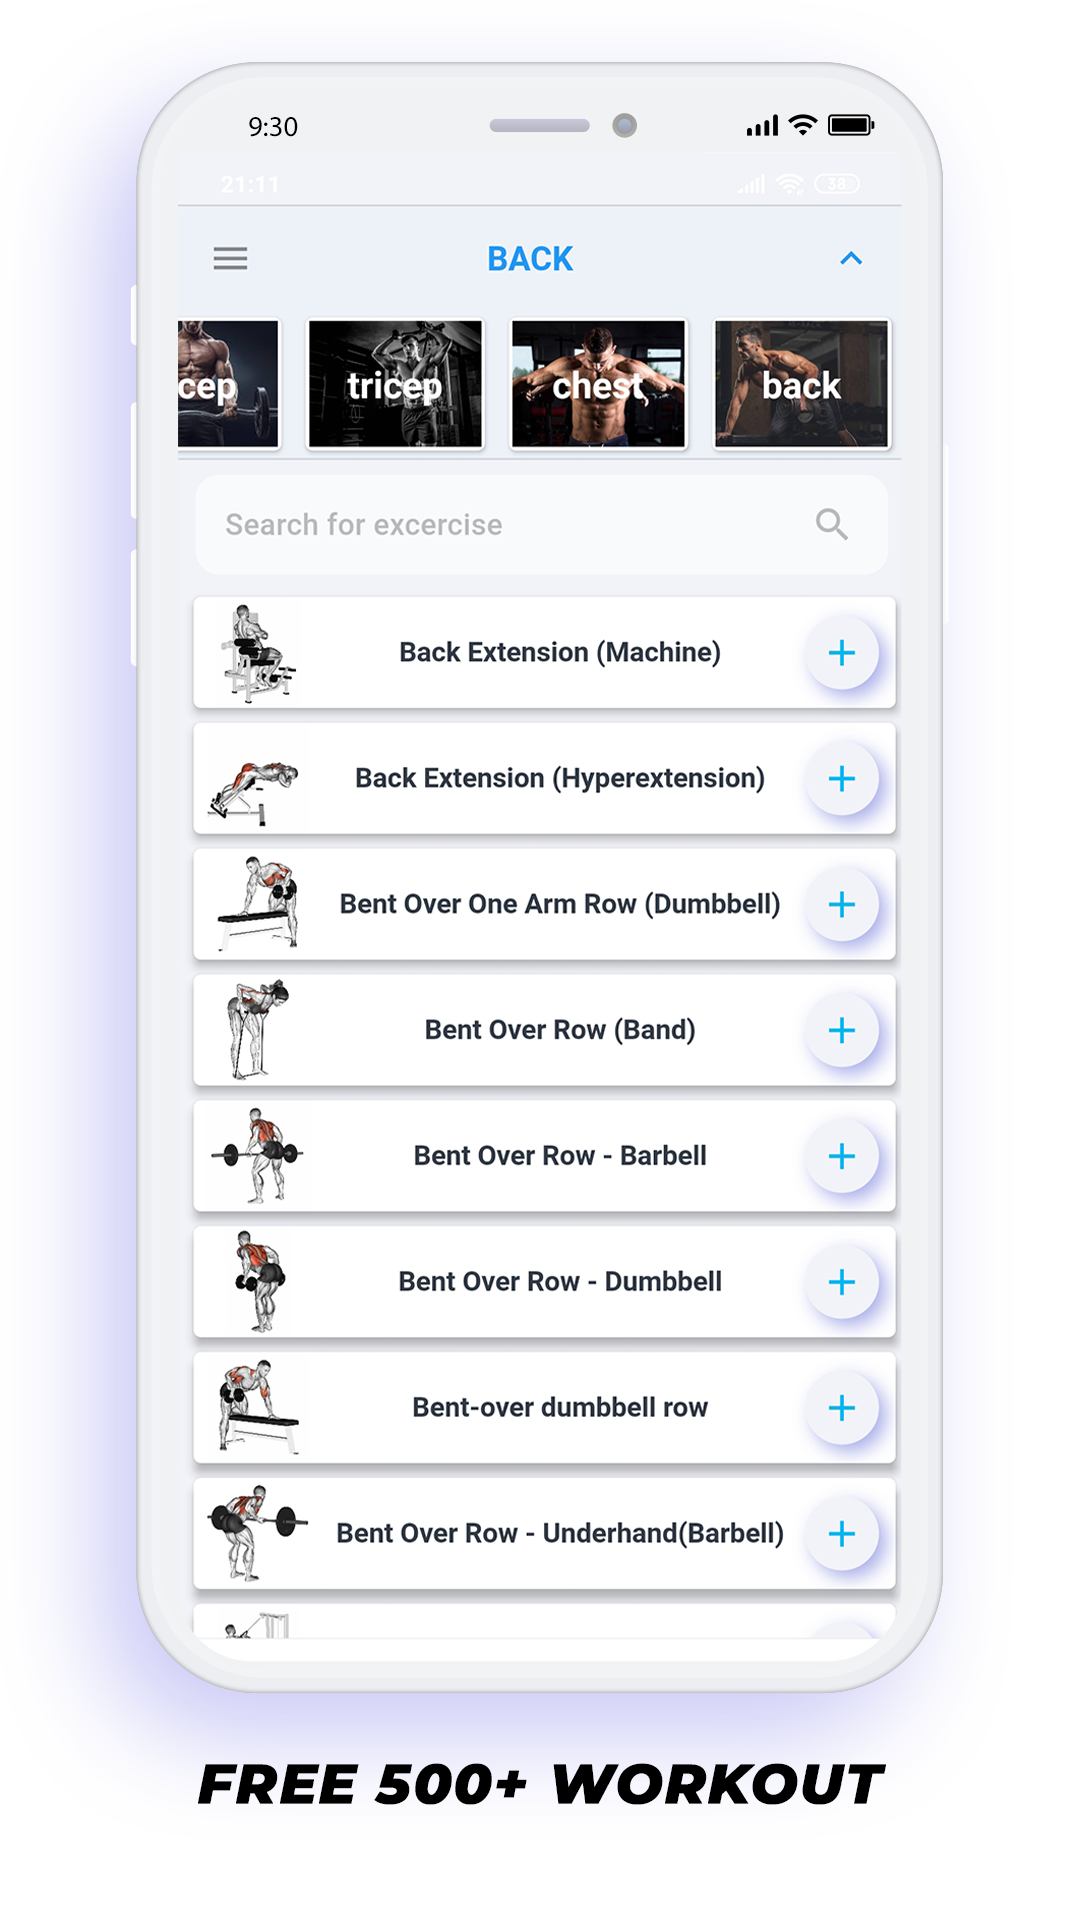 9:30
21:11
38
BACK
cep
tricep
chest
back
Search for excercise
Back Extension (Machine)
Back Extension (Hyperextension)
Bent Over One Arm Row (Dumbbell)
Bent Over Row (Band)
Bent Over Row - Barbell
Bent Over Row - Dumbbell
Bent-over dumbbell row
Bent Over Row - Underhand(Barbell)
FREE 500+ WORKOUT